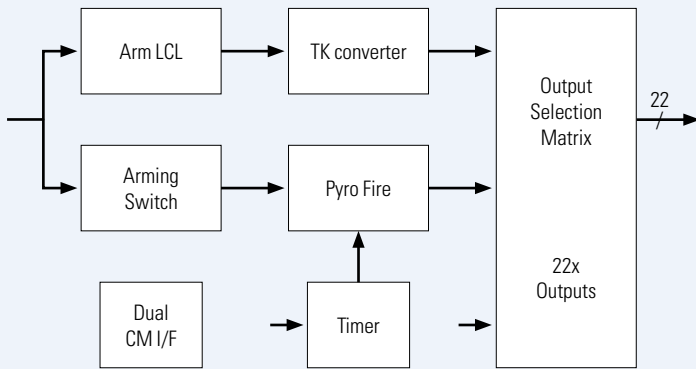 Arm LCL
TK converter
Output
Selection
Matrix
22
Arming
Switch
Pyro Fire
22x
Outputs
Dual
CM I/F
Timer